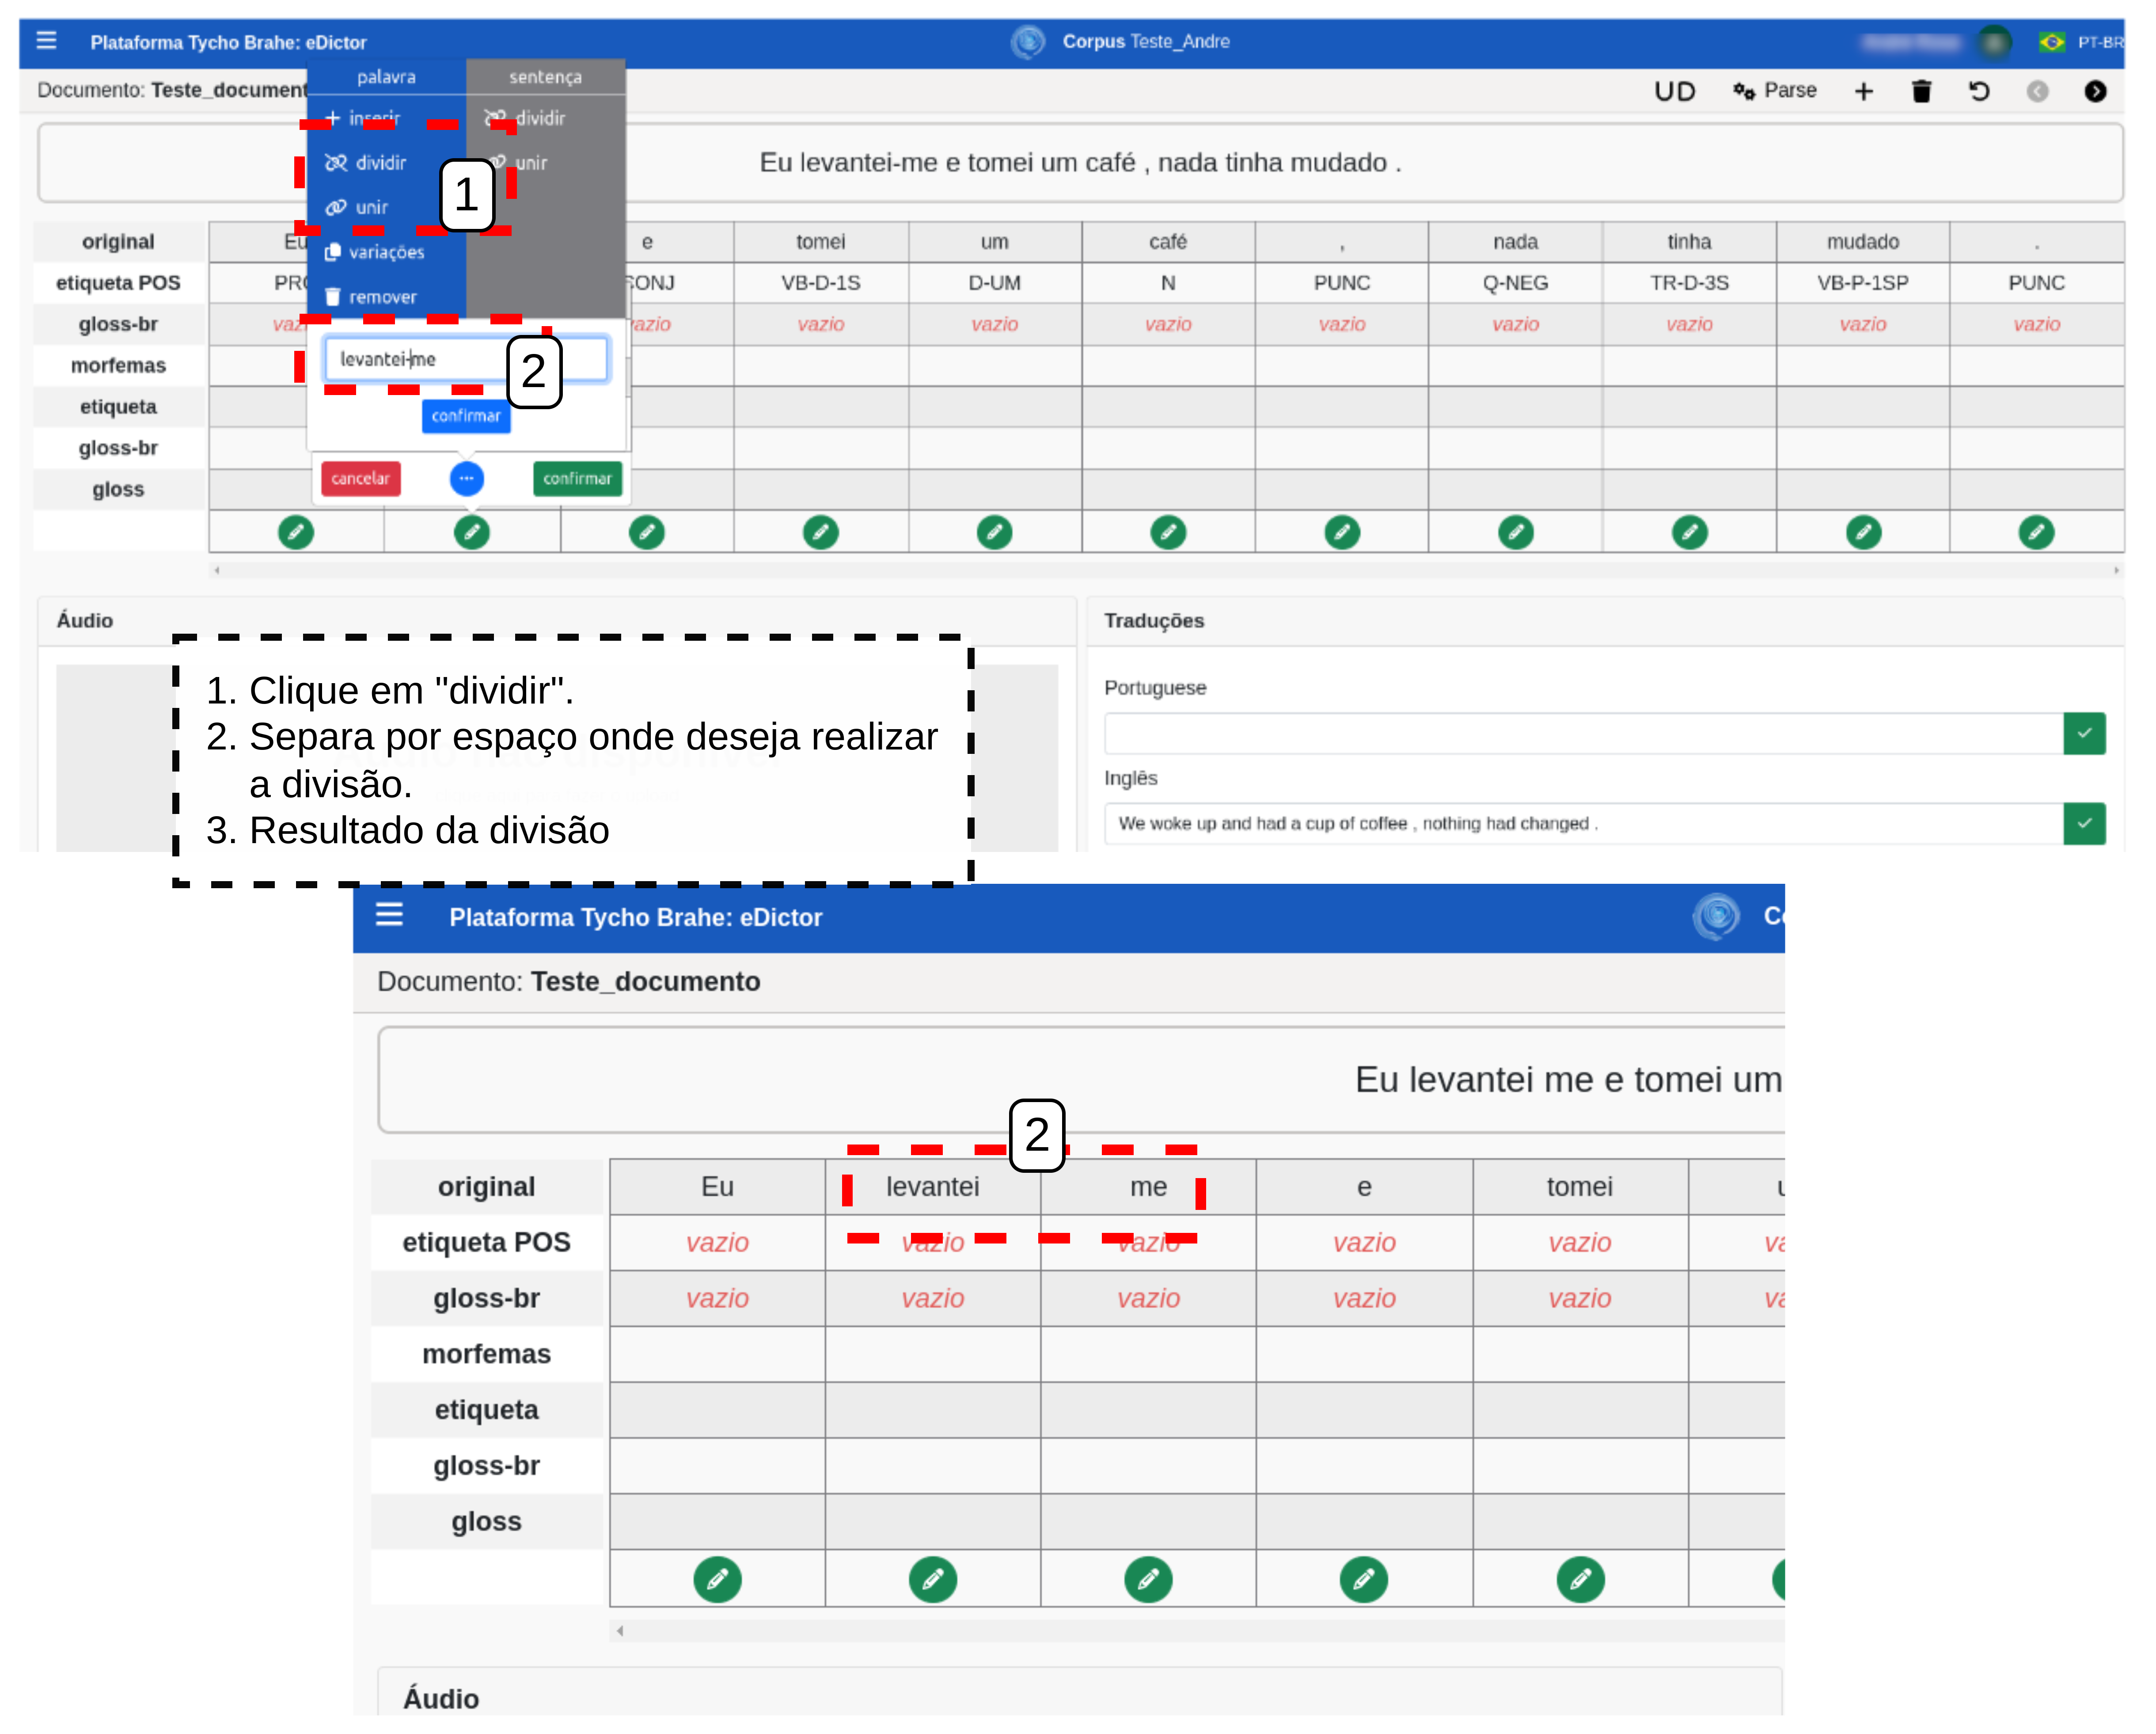 Plataforma Tycho Brahe: eDictor
Corpus Teste_Andre
PT-BR
Documento: Teste_document
UD Parse
palavra sentença
inserir dividir
dividir unir
unir
variações
remover
1
Eu levantei-me e tomei um café , nada tinha mudado .
original Eu e tomei um café , nada tinha mudado .
etiqueta POS PRO CONJ VB-D-1S D-UM N PUNC Q-NEG TR-D-3S VB-P-1SP PUNC
gloss-br vazio vazio vazio vazio vazio vazio vazio vazio vazio
morfemas
etiqueta
gloss-br
gloss
levantei-me
2
confirmar
cancelar ... confirmar
Áudio
Traduções
Portuguese
Inglês
We woke up and had a cup of coffee , nothing had changed .
1. Clique em "dividir".
2. Separa por espaço onde deseja realizar
a divisão.
3. Resultado da divisão
Plataforma Tycho Brahe: eDictor
Documento: Teste_documento
Eu levantei me e tomei um
2
original Eu levantei me e tomei
etiqueta POS vazio vazio vazio vazio vazio
gloss-br vazio vazio vazio vazio vazio
morfemas
etiqueta
gloss-br
gloss
Áudio